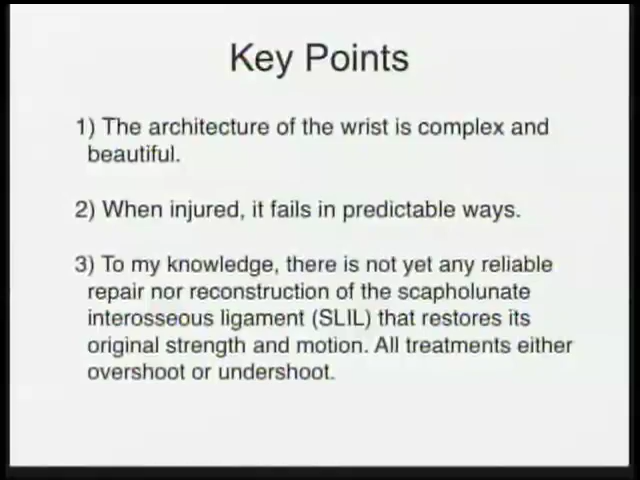 Key Points
1) The architecture of the wrist is complex and
beautiful.
2) When injured, it fails in predictable ways.
3) To my knowledge, there is not yet any reliable
repair nor reconstruction of the scapholunate
interosseous ligament (SLIL) that restores its
original strength and motion. All treatments either
overshoot or undershoot.